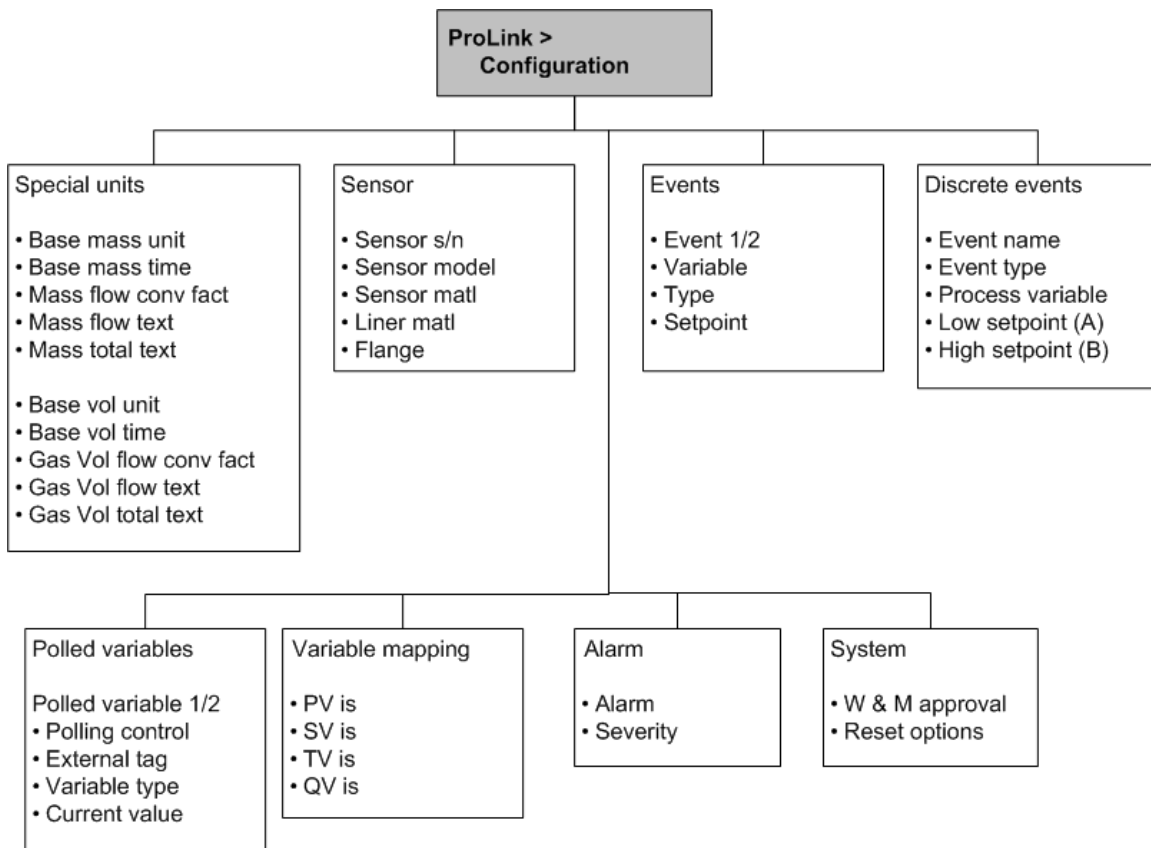 ProLink >
Configuration
Special units
• Base mass unit
• Base mass time
• Mass flow conv fact
• Mass flow text
• Mass total text
• Base vol unit
• Base vol time
• Gas Vol flow conv fact
• Gas Vol flow text
• Gas Vol total text
Sensor
• Sensor s/n
• Sensor model
• Sensor matl
• Liner matl
• Flange
Events
• Event 1/2
• Variable
• Type
• Setpoint
Discrete events
• Event name
• Event type
• Process variable
• Low setpoint (A)
• High setpoint (B)
Polled variables
Polled variable 1/2
• Polling control
• External tag
• Variable type
• Current value
Variable mapping
• PV is
• SV is
• TV is
• QV is
Alarm
• Alarm
• Severity
System
• W & M approval
• Reset options